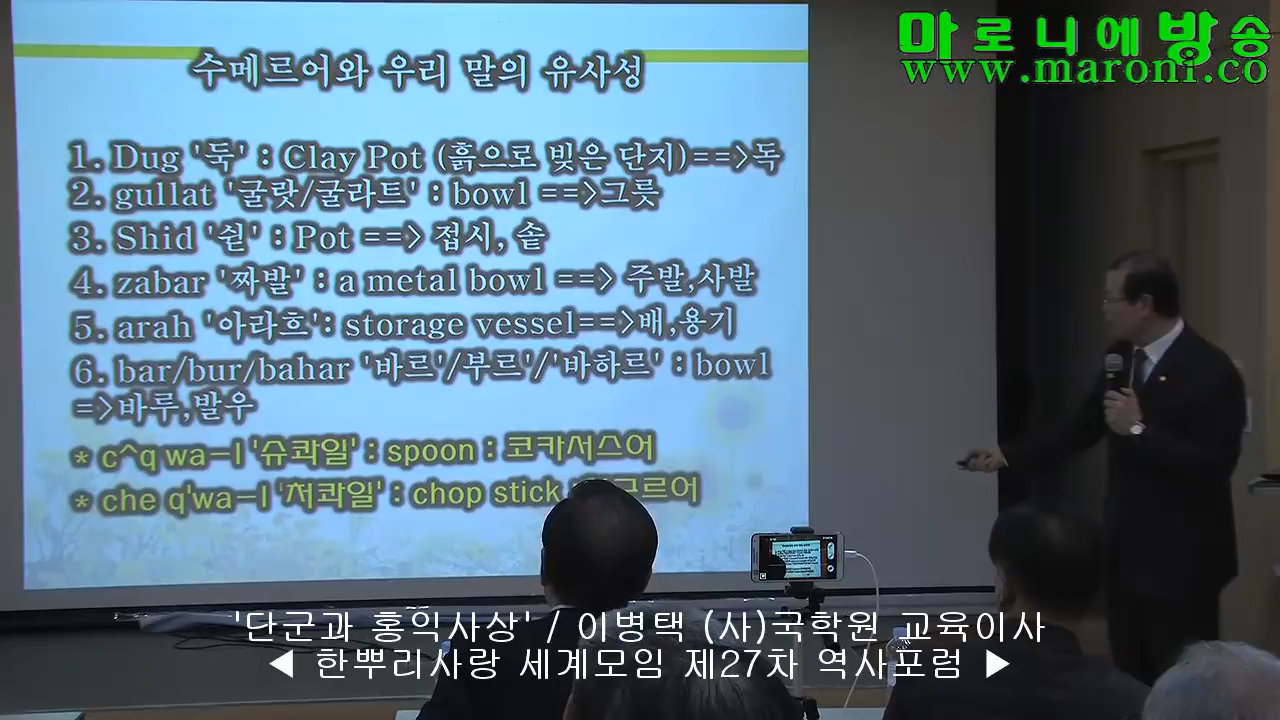 마로니에방송
www.maroni.co
수메르어와 우리 말의 유사성
1. Dug '둑' : Clay Pot (흙으로 빚은 단지)==>독
2. gullat '굴랏/굴라트' : bowl ==>그릇
3. Shid '쉳' : Pot ==> 접시, 솥
4. zabar '짜발' : a metal bowl ==> 주발,사발
5. arah '아라흐': storage vessel==>배,용기
6. bar/bur/bahar '바르'/부르'/'바하르' : bowl
=>바루,발우
* c^q wa-l '슈콰일' : spoon : 코카서스어
* che q'wa-l '처콰일' : chop stick 구르어
'단군과 홍익사상' / 이병택 (사)국학원 교육이사
◀ 한뿌리사랑 세계모임 제27차 역사포럼 ▶